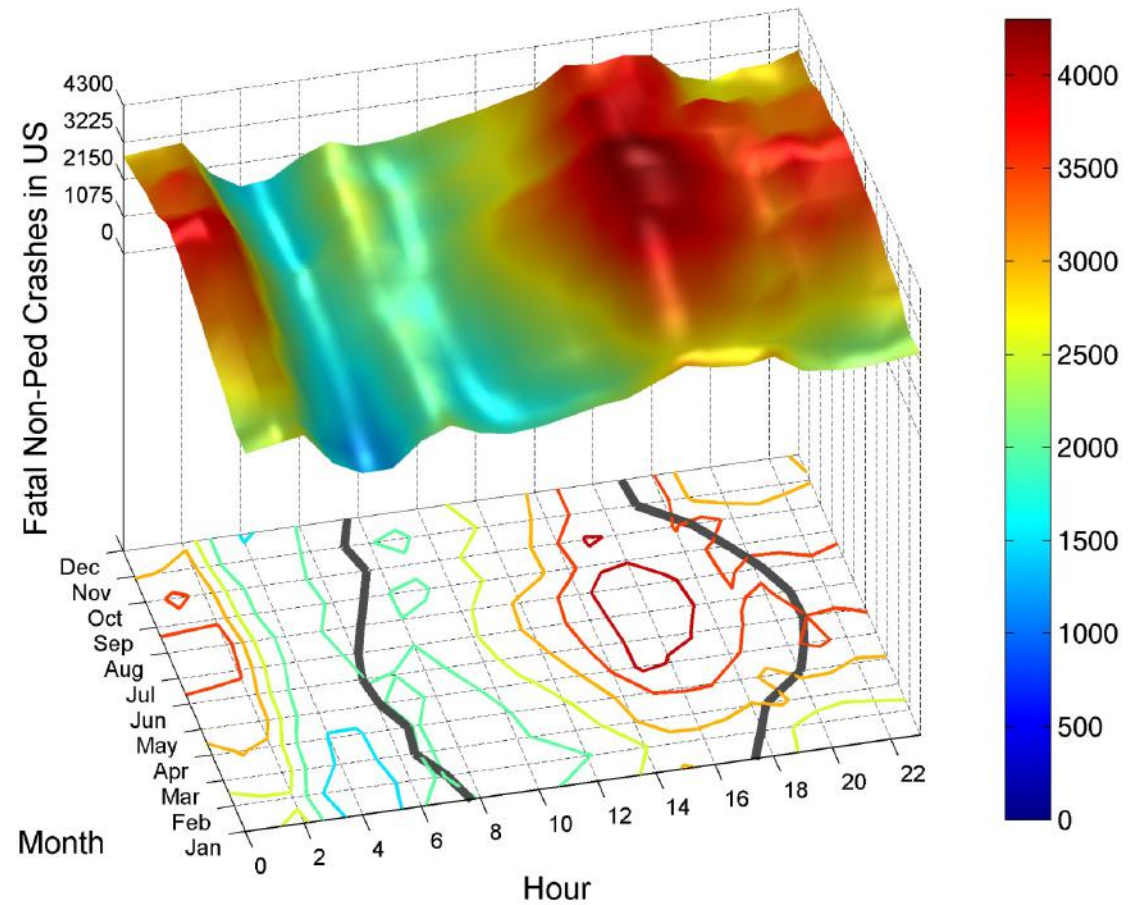 4300
3225
2150
1075
0
Fatal Non-Ped Crashes in US
4000
3500
3000
2500
2000
1500
1000
500
0
Dec
Nov
Oct
Sep
Aug
Jul
Jun
May
Apr
Mar
Feb
Jan
Month
0 2 4 6 8 10 12 14 16 18 20 22
Hour